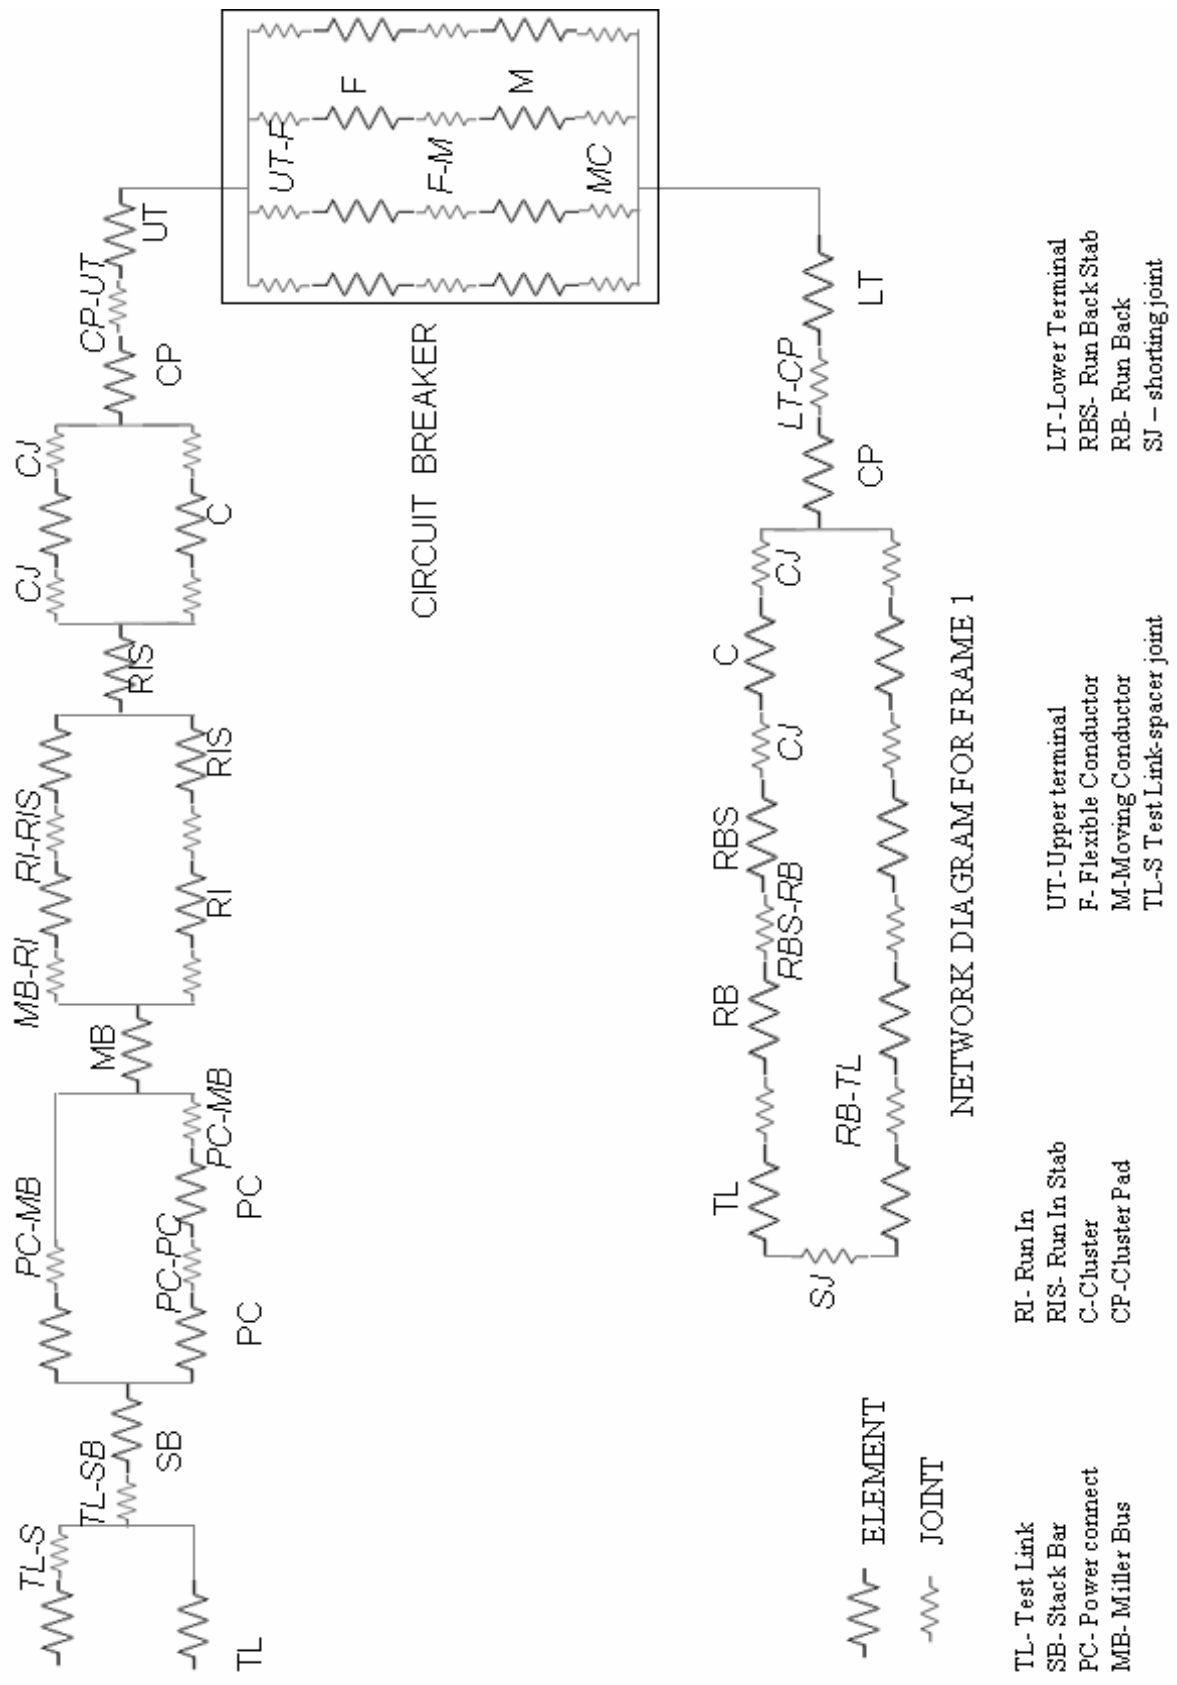 TL-S
TL
TL-SB
SB
PC-MB
PC
PC-PC
PC
PC-MB
MB
MB-RI
RI-RIS
RI
RIS
RIS
CJ
CJ
C
CP-UT
CP
UT
UT-F
F
F-M
M
MC
CIRCUIT BREAKER
TL
RB
RBS
C
SJ
RB-TL
RBS-RB
CJ
CJ
LT-CP
CP
LT
NETWORK DIAGRAM FOR FRAME 1
ELEMENT
JOINT
TL- Test Link
SB- Stack Bar
PC- Power connect
MB- Miller Bus
RI- Run In
RIS- Run In Stab
C-Cluster
CP-Cluster Pad
UT-Upper terminal
F- Flexible Conductor
M-Moving Conductor
TL-S Test Link-spacer joint
LT-Lower Terminal
RBS- Run Back Stab
RB- Run Back
SJ – shorting joint